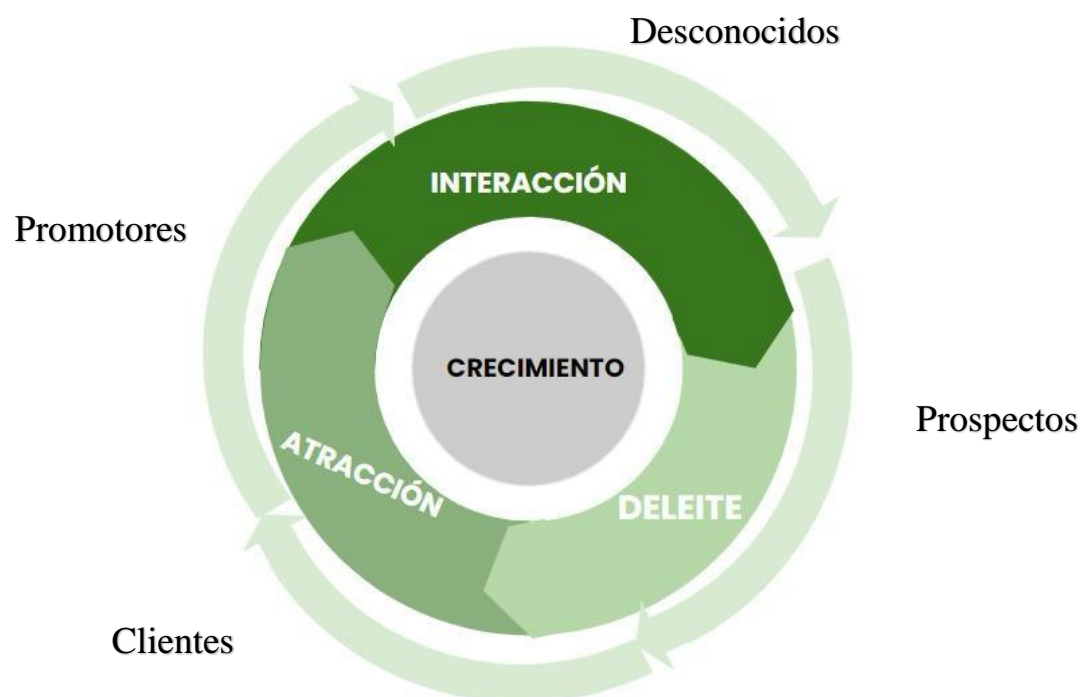 Desconocidos
INTERACCIÓN
Promotores
CRECIMIENTO
Prospectos
ATRACCIÓN
DELEITE
Clientes